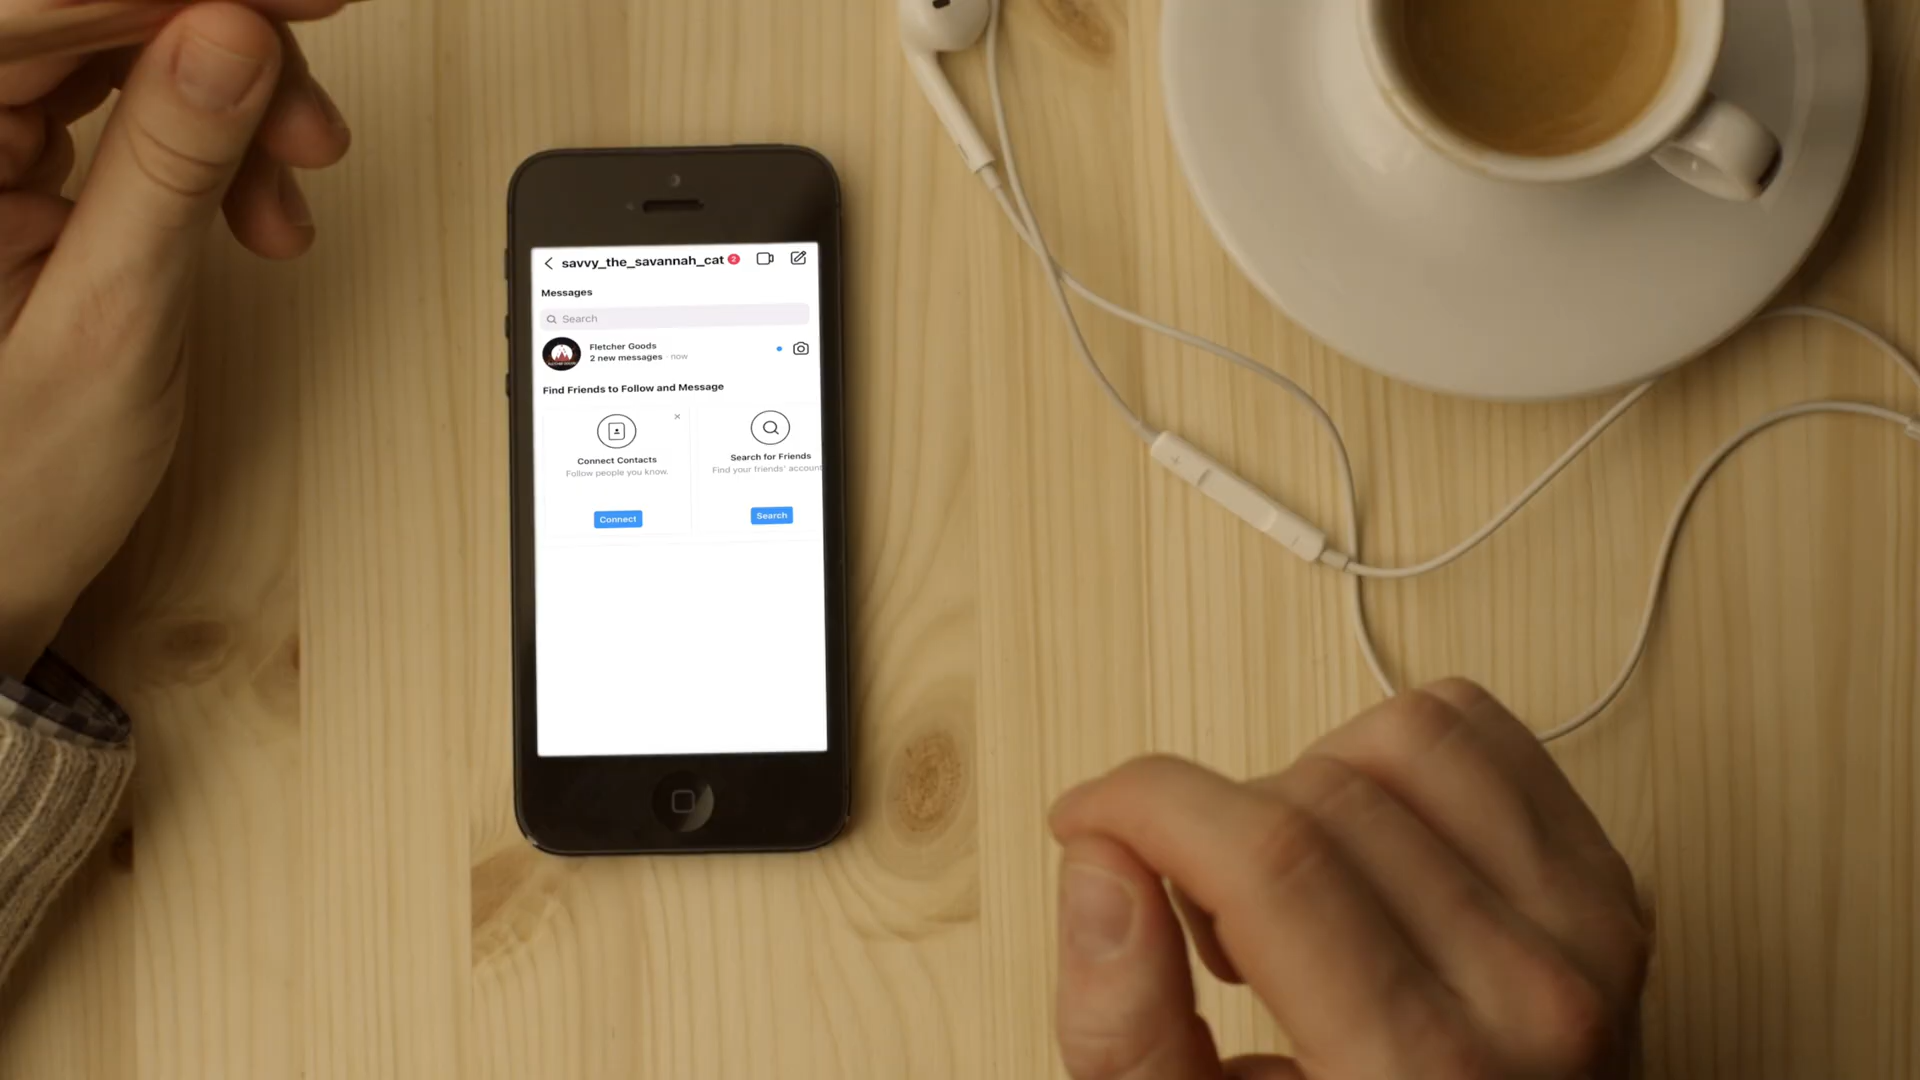 savvy_the_savannah_cat 2
Messages
Search
Fletcher Goods
2 new messages · now
Find Friends to Follow and Message
Connect Contacts
Follow people you know.
Connect
Search for Friends
Find your friends' account
Search